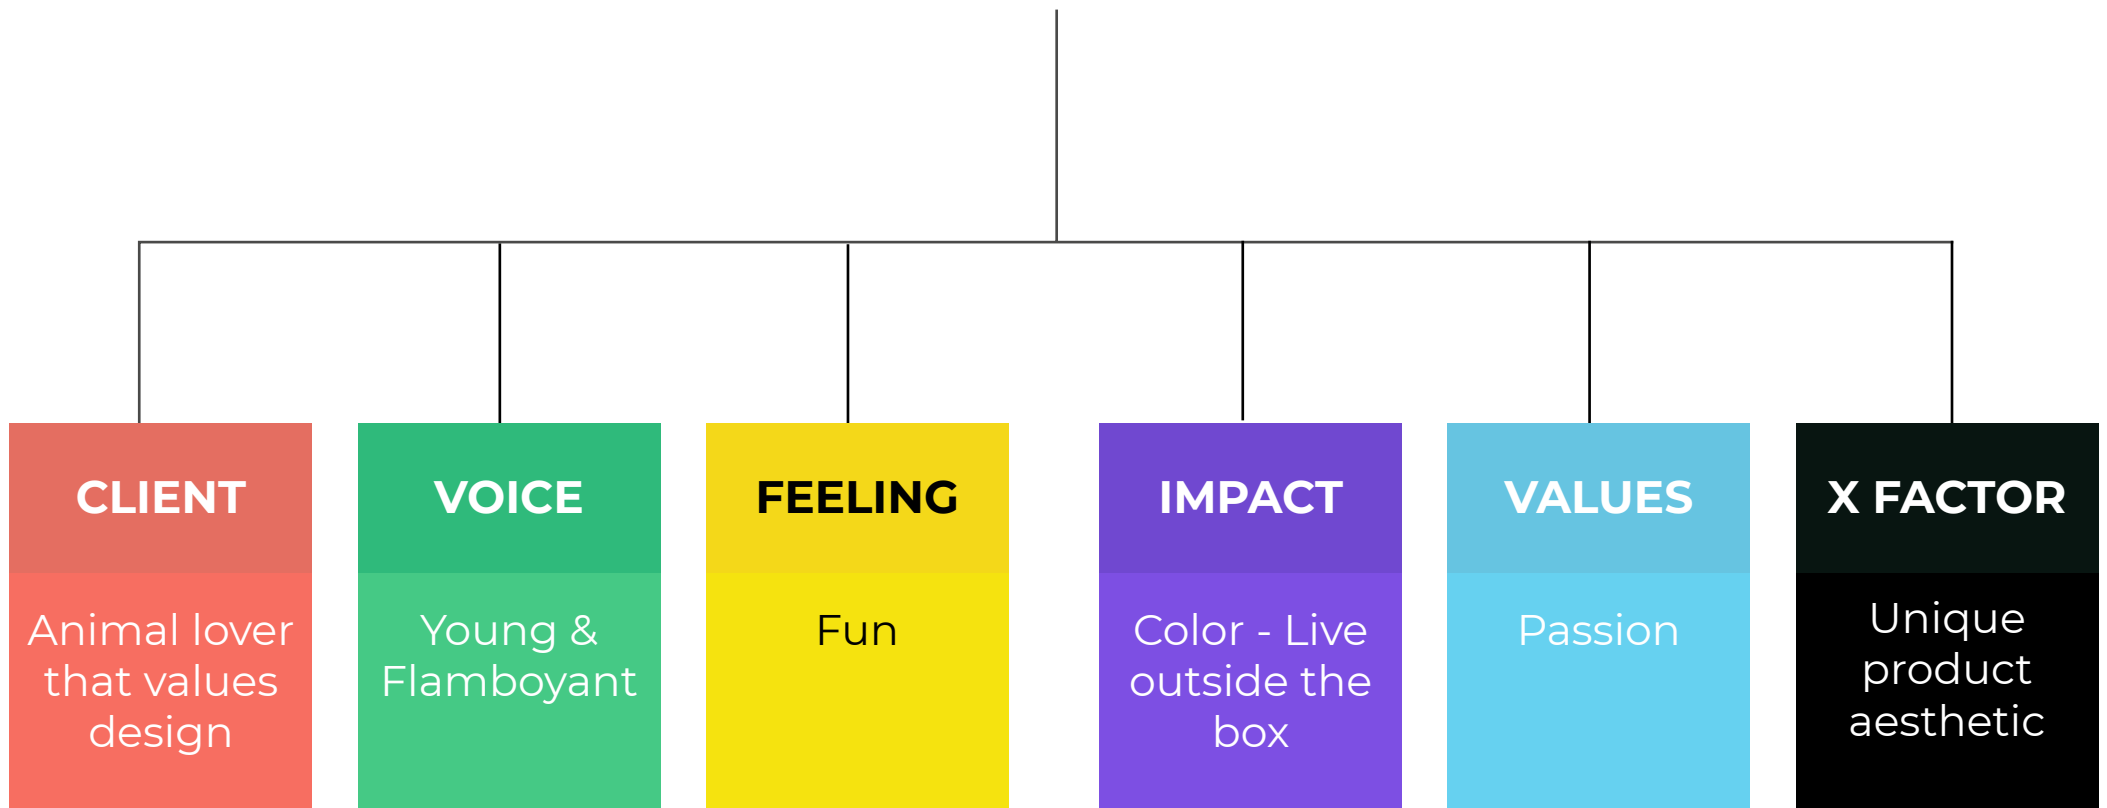 CLIENT
Animal lover
that values
design
VOICE
Young &
Flamboyant
FEELING
Fun
IMPACT
Color - Live
outside the
box
VALUES
Passion
X FACTOR
Unique
product
aesthetic